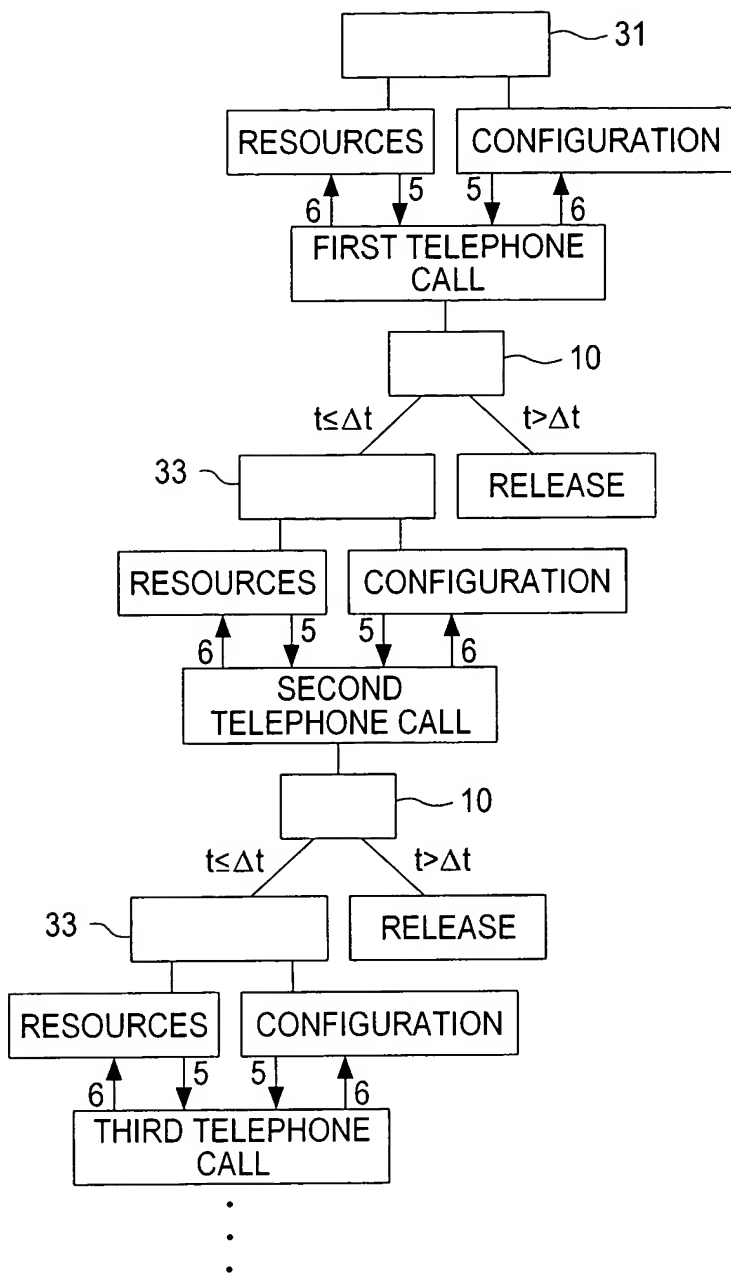 31
RESOURCES
CONFIGURATION
6
5
5
6
FIRST TELEPHONE
CALL
10
t≤Δt
t>Δt
33
RELEASE
RESOURCES
CONFIGURATION
6
5
5
6
SECOND
TELEPHONE CALL
10
t≤Δt
t>Δt
33
RELEASE
RESOURCES
CONFIGURATION
6
5
5
6
THIRD TELEPHONE
CALL